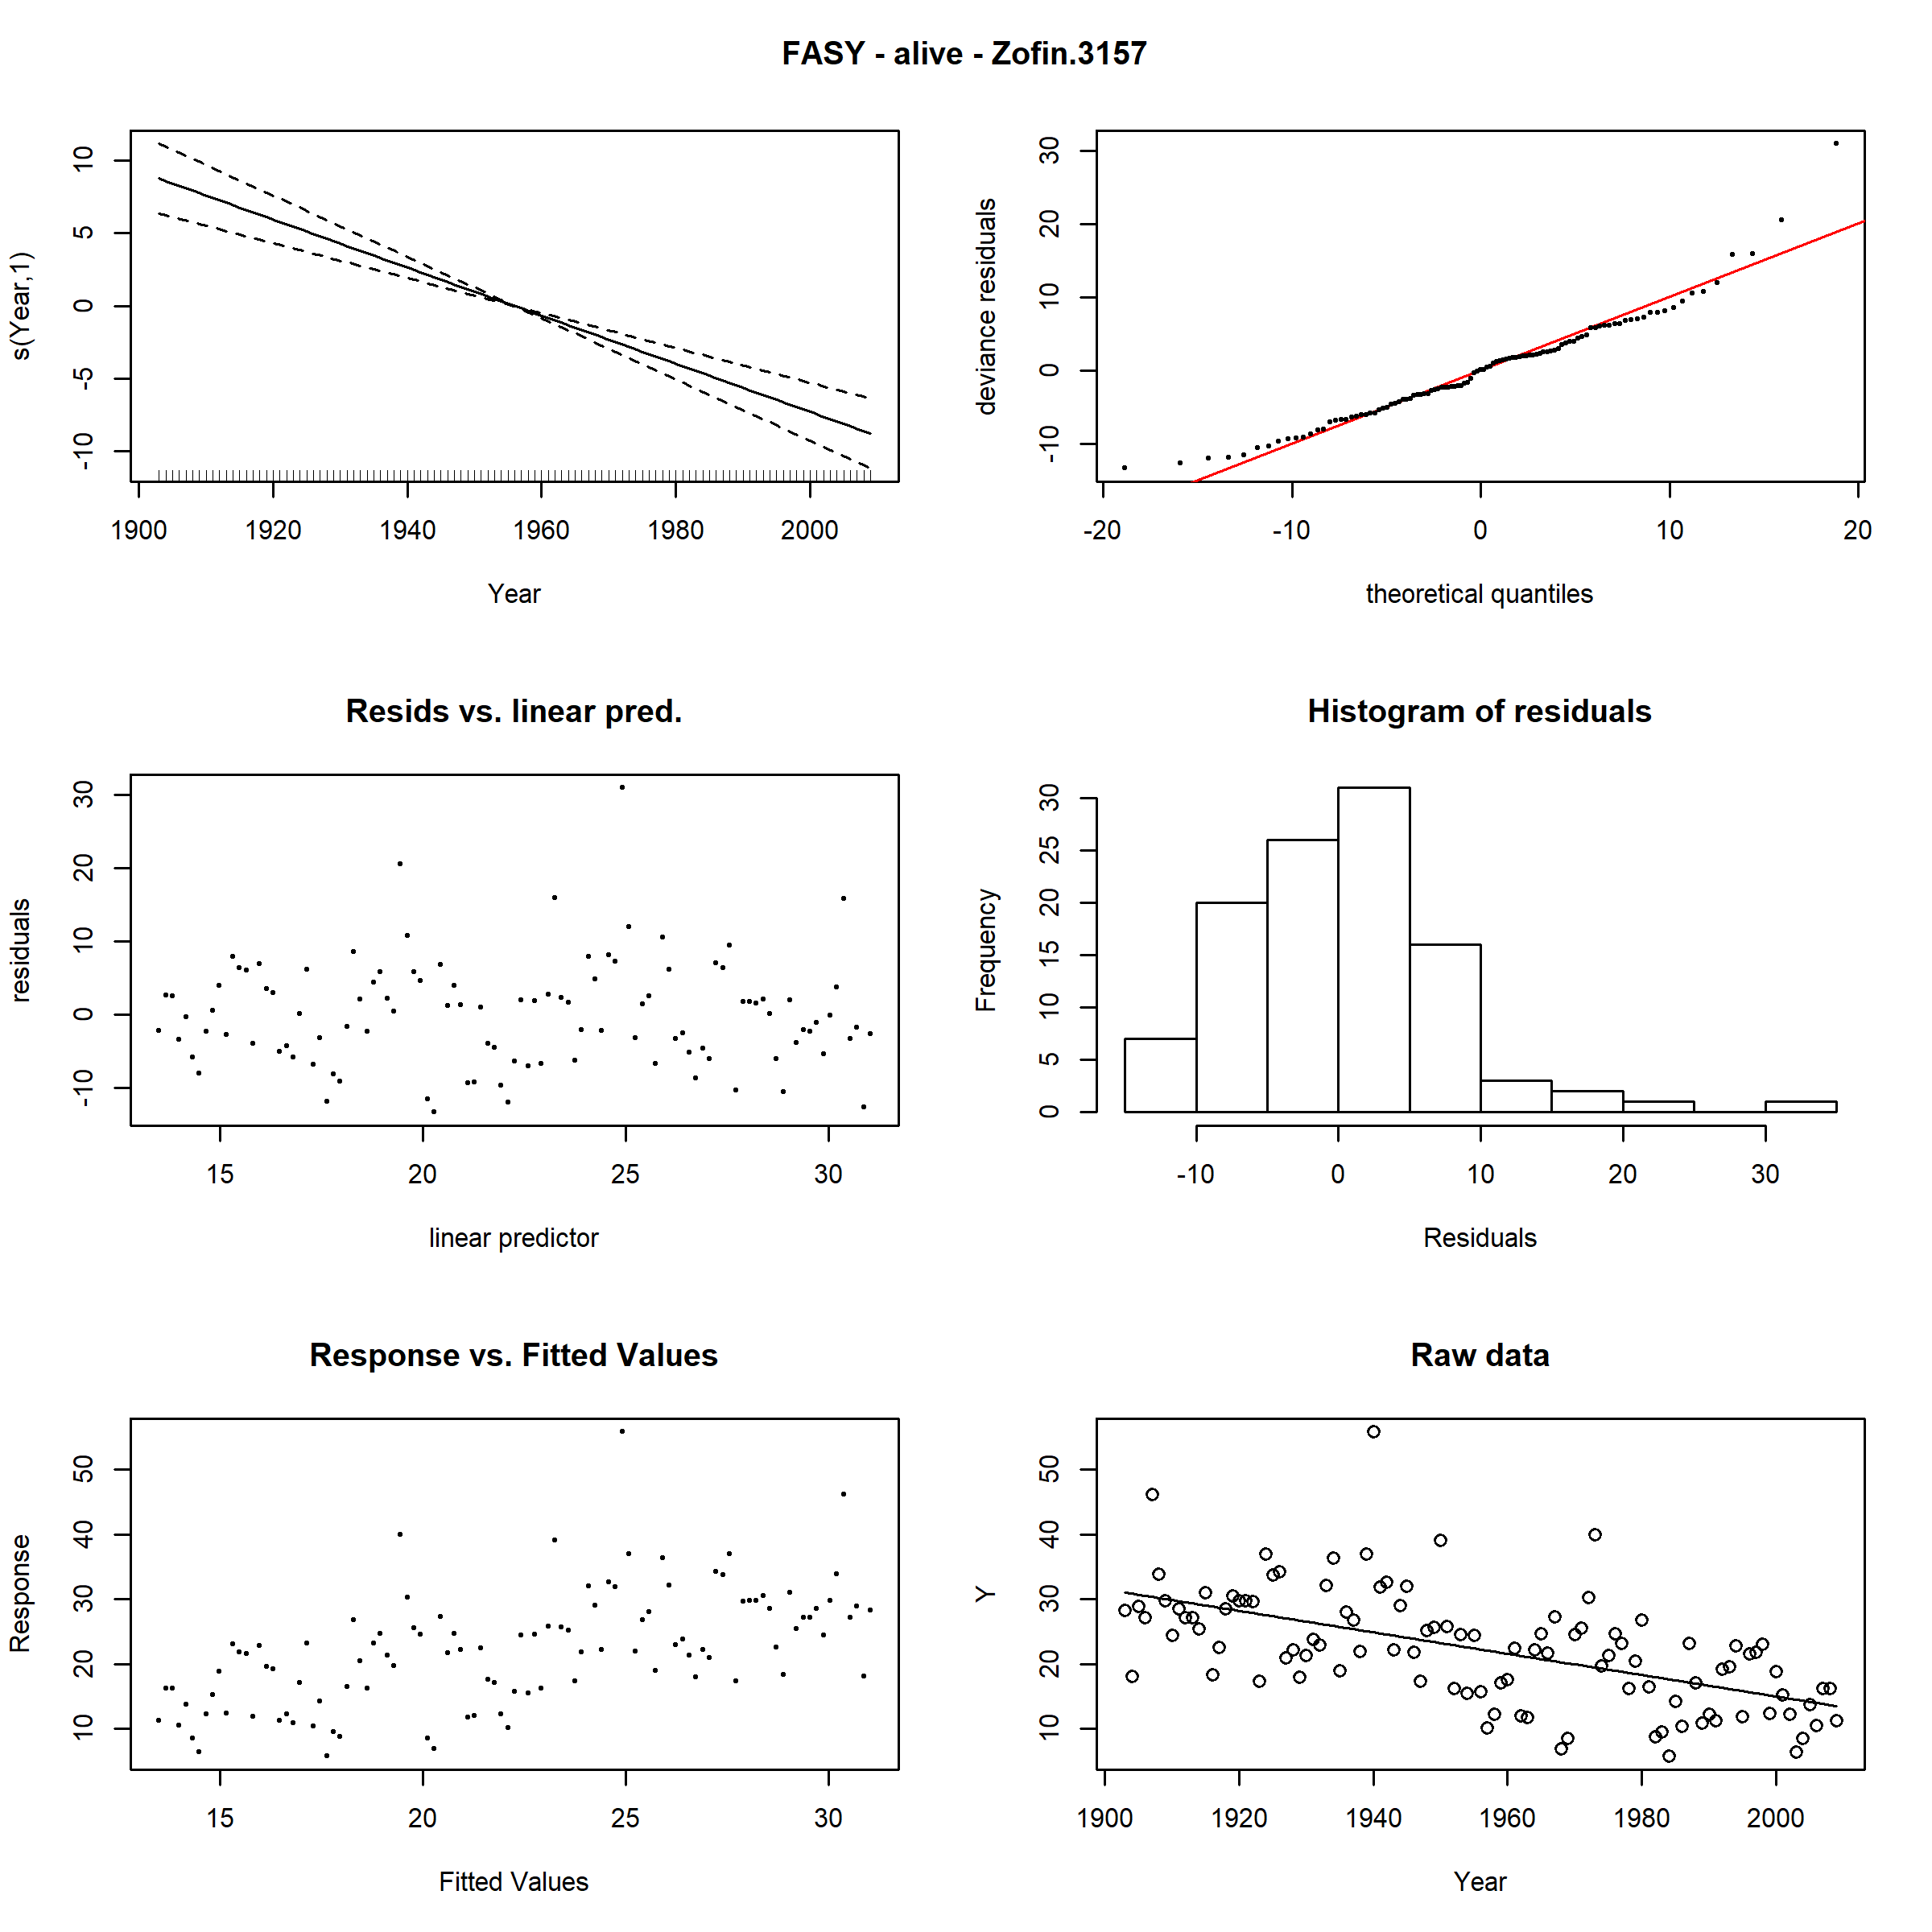 FASY - alive - Zofin.3157
s(Year,1)
10
5
0
-5
-10
1900 1920 1940 1960 1980 2000
Year
deviance residuals
30
20
10
0
-10
-20 -10 0 10 20
theoretical quantiles
Resids vs. linear pred.
residuals
30
20
10
0
-10
15 20 25 30
linear predictor
Histogram of residuals
Frequency
30
25
20
15
10
5
0
-10 0 10 20 30
Residuals
Response vs. Fitted Values
Response
50
40
30
20
10
15 20 25 30
Fitted Values
Raw data
Y
50
40
30
20
10
1900 1920 1940 1960 1980 2000
Year